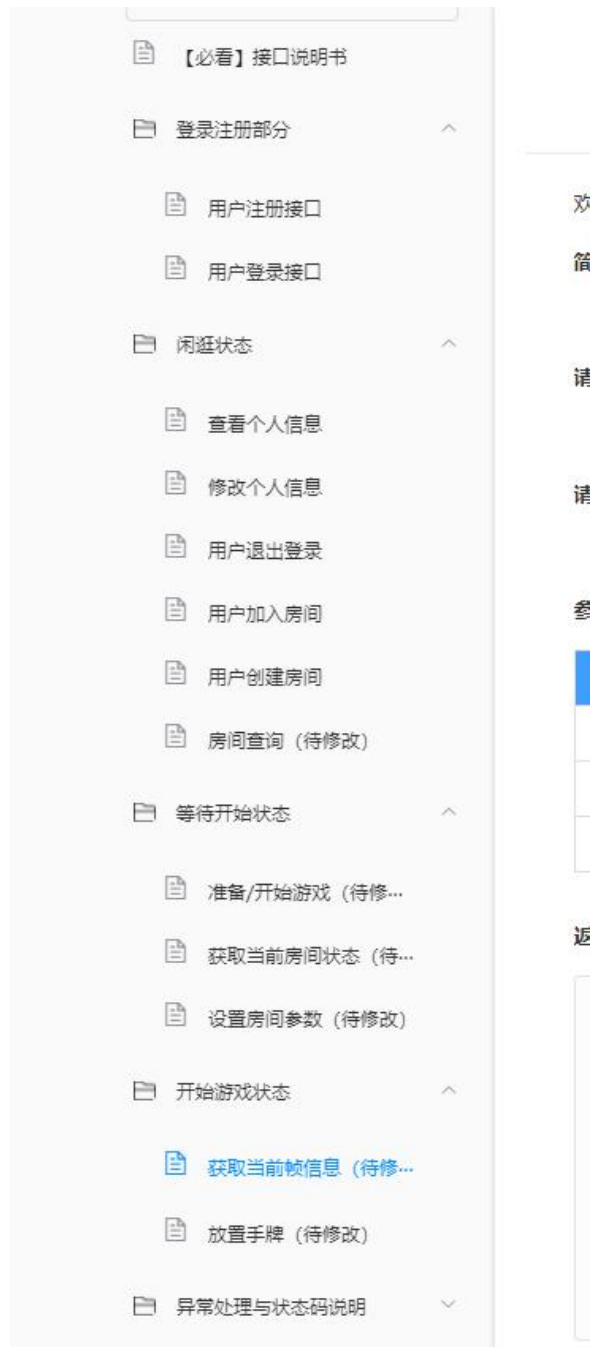 【必看】接口说明书
登录注册部分
用户注册接口
用户登录接口
闲逛状态
查看个人信息
修改个人信息
用户退出登录
用户加入房间
用户创建房间
房间查询（待修改）
等待开始状态
准备/开始游戏（待修…
获取当前房间状态（待…
设置房间参数（待修改）
开始游戏状态
获取当前帧信息（待修…
放置手牌（待修改）
异常处理与状态码说明
欢
简
请
请
参
返